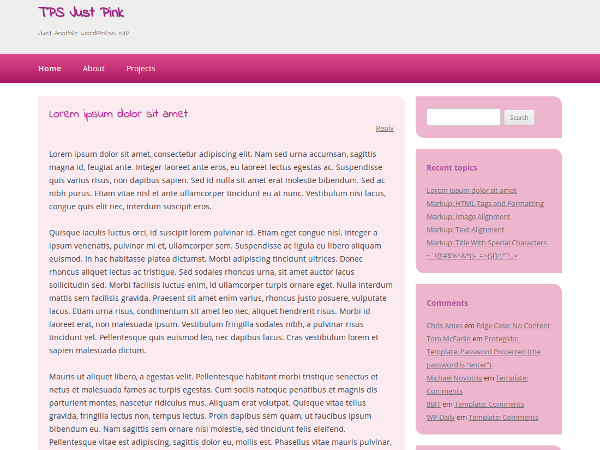 TPS Just Pink
Just another WordPress site
Home About Projects
Lorem ipsum dolor sit amet
Reply
Lorem ipsum dolor sit amet, consectetur adipiscing elit. Nam sed urna accumsan, sagittis
magna id, feugiat ante. Integer laoreet ante eros, eu laoreet lectus egestas ac. Suspendisse
quis varius risus, non dapibus sapien. Sed id nulla sit amet erat molestie bibendum. Sed ac
nibh purus. Etiam vitae nisl et ante ullamcorper tincidunt eu at nunc. Vestibulum nisi lacus,
congue quis elit nec, interdum suscipit eros.
Quisque iaculis luctus orci, id suscipit lorem pulvinar id. Etiam eget congue nisl. Integer a
ipsum venenatis, pulvinar mi et, ullamcorper sem. Suspendisse ac ligula eu libero aliquam
euismod. In hac habitasse platea dictumst. Morbi adipiscing tincidunt ultrices. Donec
rhoncus aliquet lectus ac tristique. Sed sodales rhoncus urna, sit amet auctor lacus
sollicitudin sed. Morbi facilisis luctus enim, id ullamcorper turpis ornare eget. Nulla interdum
mattis sem facilisis gravida. Praesent sit amet enim varius, rhoncus justo posuere, vulputate
lacus. Etiam urna risus, condimentum sit amet leo nec, aliquet hendrerit risus. Morbi id
laoreet erat, non malesuada ipsum. Vestibulum fringilla sodales nibh, a pulvinar risus
tincidunt vel. Pellentesque quis euismod leo, nec dapibus lacus. Cras vestibulum lorem et
sapien malesuada dictum.
Mauris ut aliquet libero, a egestas velit. Pellentesque habitant morbi tristique senectus et
netus et malesuada fames ac turpis egestas. Cum sociis natoque penatibus et magnis dis
parturient montes, nascetur ridiculus mus. Aliquam erat volutpat. Quisque vitae tellus
gravida, fringilla lectus non, tempus lectus. Proin dapibus sem quam, ut faucibus ipsum
bibendum eu. Nam sagittis sem ornare nisi molestie, sed tincidunt felis eleifend.
Pellentesque vitae est adipiscing, sagittis dolor eu, mollis est. Phasellus vitae mauris pulvinar,
Search
Recent topics
Lorem ipsum dolor sit amet
Markup: HTML Tags and Formatting
Markup: Image Alignment
Markup: Text Alignment
Markup: Title With Special Characters
Comments
Chris Ames em Edge Case: No Content
Tom McFarlin em Protegido:
Template: Password Protected (the
password is "enter")
Michael Novotny em Template:
Comments
8BIT em Template: Comments
WP Daily em Template: Comments